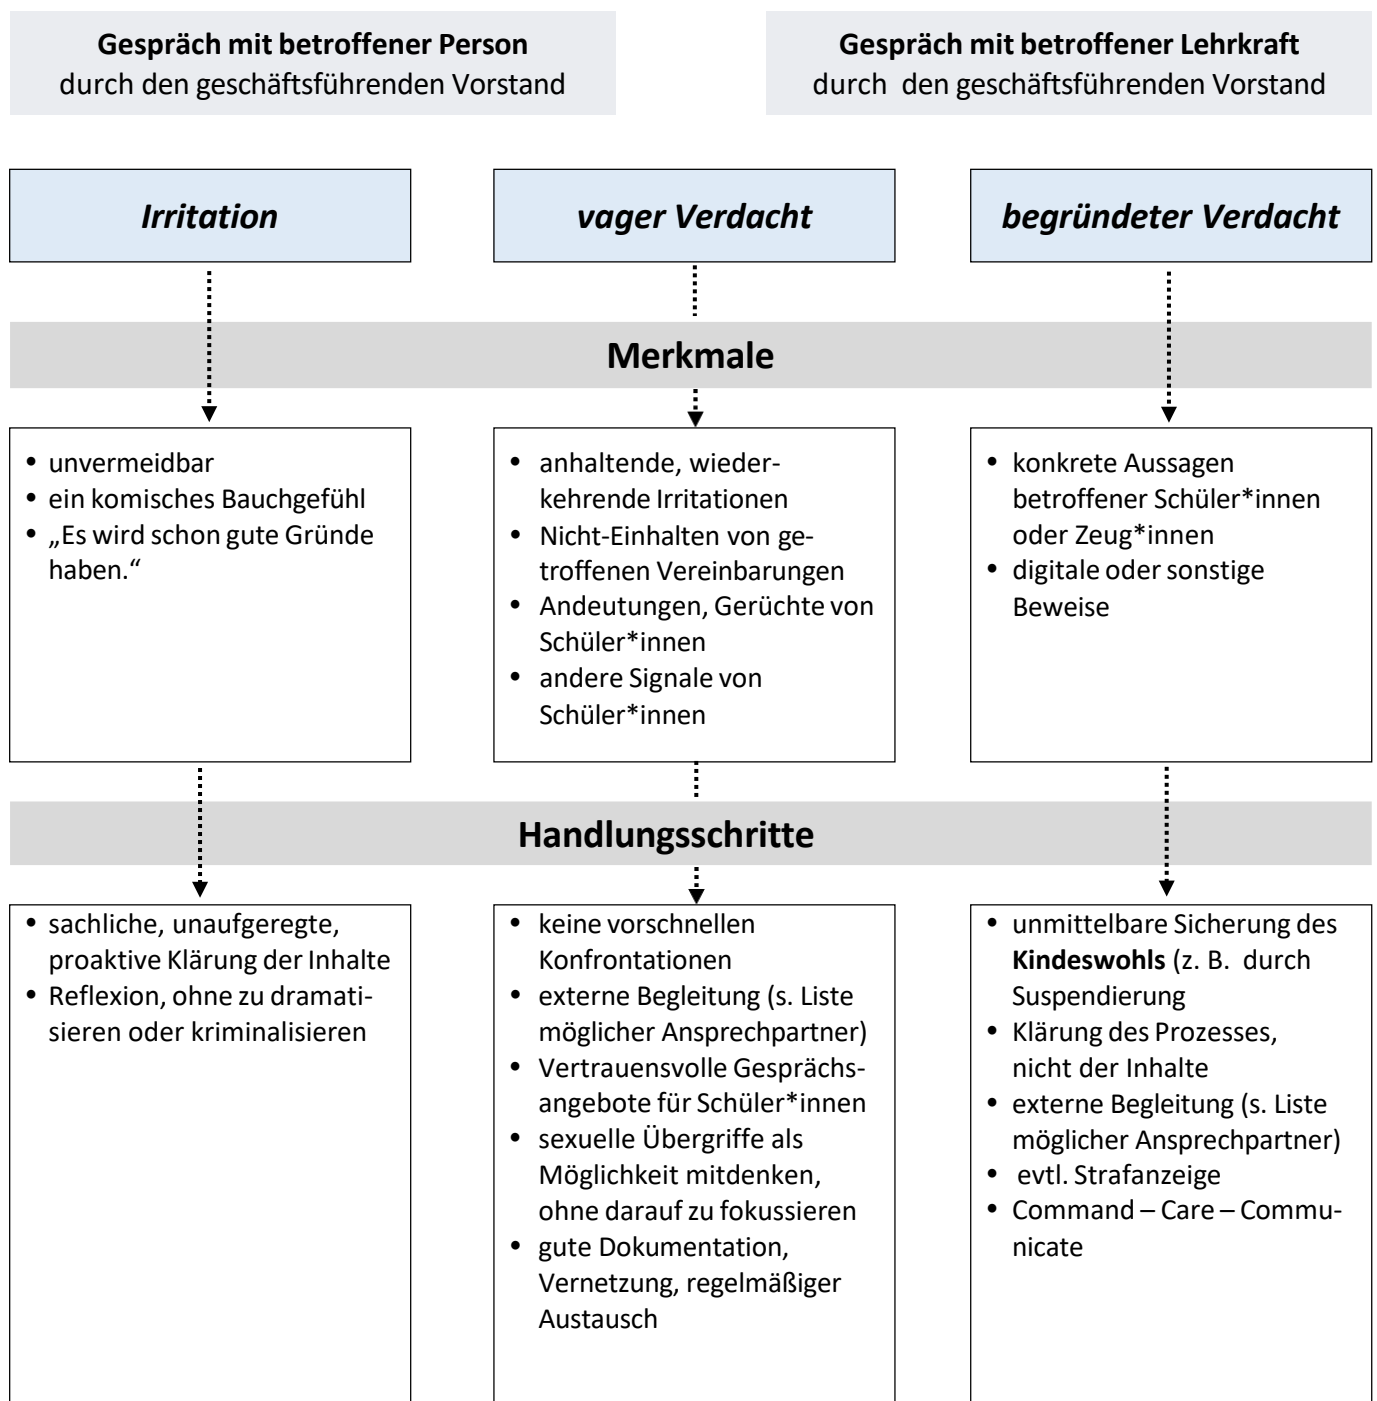 Gespräch mit betroffener Person
durch den geschäftsführenden Vorstand
Gespräch mit betroffener Lehrkraft
durch den geschäftsführenden Vorstand
Irritation
vager Verdacht
begründeter Verdacht
Merkmale
• unvermeidbar
• ein komisches Bauchgefühl
• „Es wird schon gute Gründe
haben.“
• anhaltende, wieder-
kehrende Irritationen
• Nicht-Einhalten von ge-
troffenen Vereinbarungen
• Andeutungen, Gerüchte von
Schüler*innen
• andere Signale von
Schüler*innen
• konkrete Aussagen
betroffener Schüler*innen
oder Zeug*innen
• digitale oder sonstige
Beweise
Handlungsschritte
• sachliche, unaufgeregte,
proaktive Klärung der Inhalte
• Reflexion, ohne zu dramati-
sieren oder kriminalisieren
• keine vorschnellen
Konfrontationen
• externe Begleitung (s. Liste
möglicher Ansprechpartner)
• Vertrauensvolle Gesprächs-
angebote für Schüler*innen
• sexuelle Übergriffe als
Möglichkeit mitdenken,
ohne darauf zu fokussieren
• gute Dokumentation,
Vernetzung, regelmäßiger
Austausch
• unmittelbare Sicherung des
Kindeswohls (z. B. durch
Suspendierung
• Klärung des Prozesses,
nicht der Inhalte
• externe Begleitung (s. Liste
möglicher Ansprechpartner)
• evtl. Strafanzeige
• Command – Care – Commu-
nicate